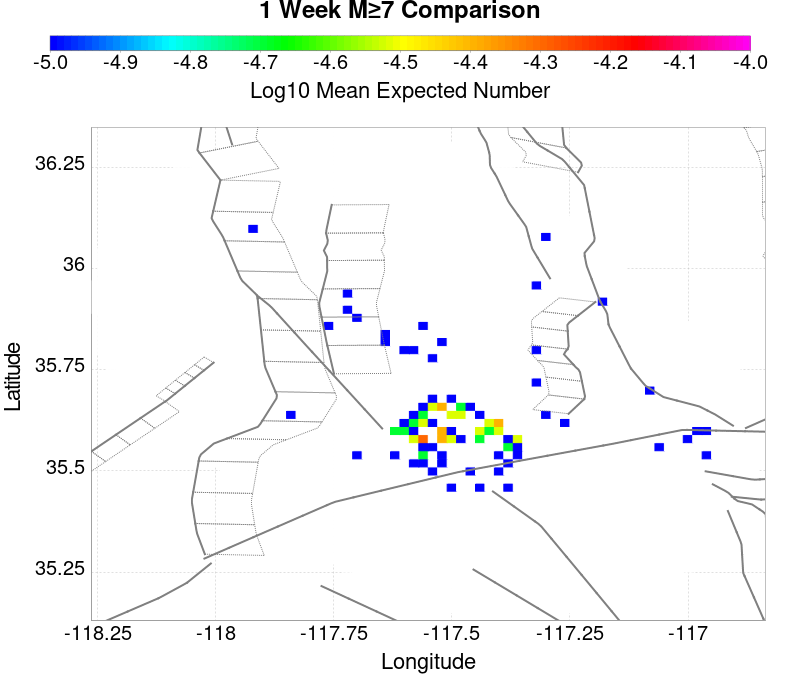 1 Week M≥7 Comparison
-5.0 -4.9 -4.8 -4.7 -4.6 -4.5 -4.4 -4.3 -4.2 -4.1 -4.0
Log10 Mean Expected Number
36.25
36
35.75
35.5
35.25
Latitude
-118.25 -118 -117.75 -117.5 -117.25 -117
Longitude